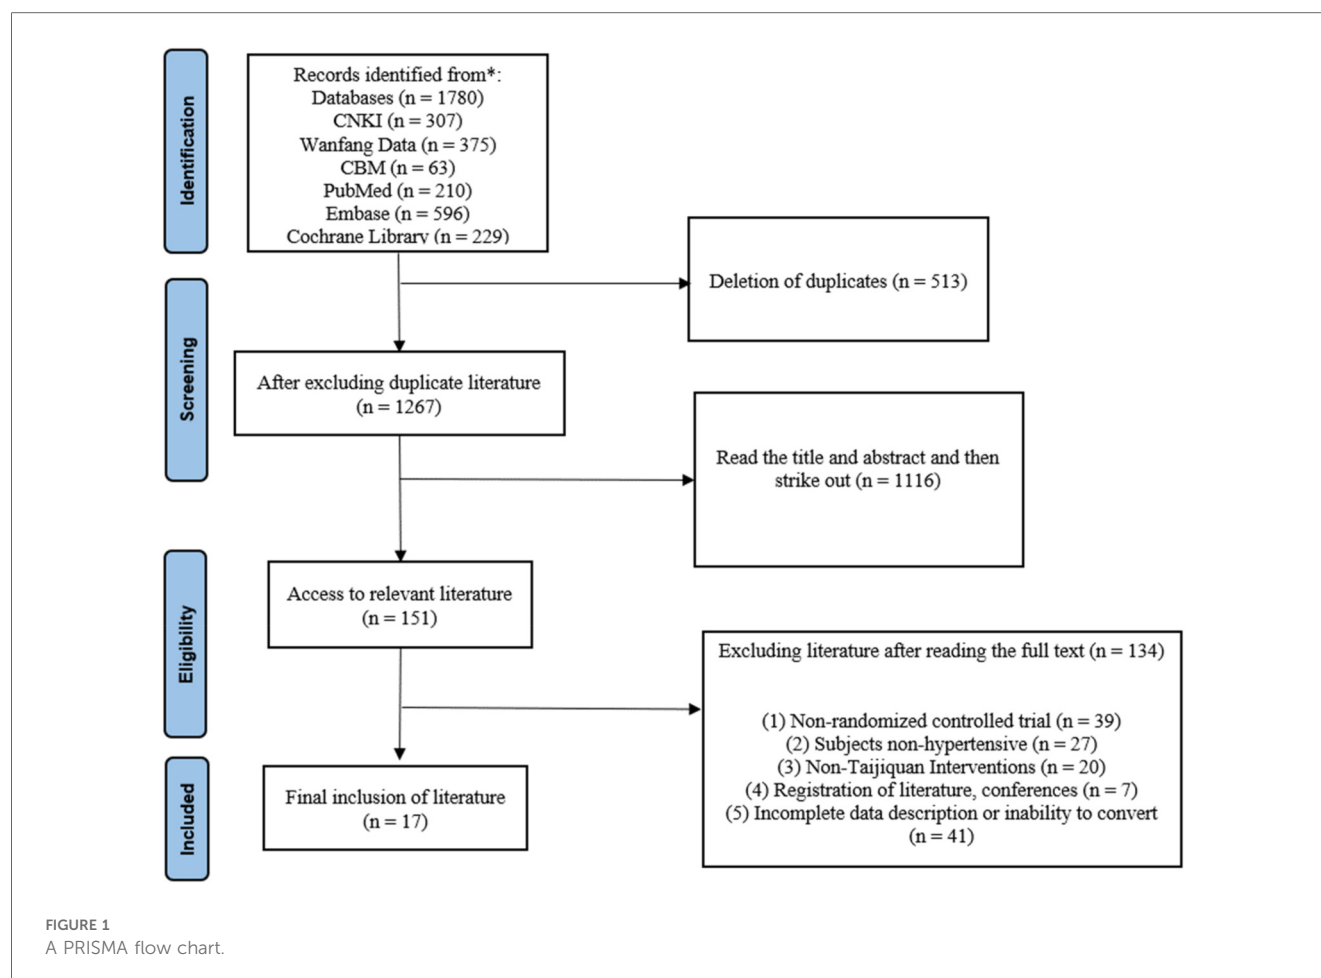 Identification
Records identified from*:
Databases (n = 1780)
CNKI (n = 307)
Wanfang Data (n = 375)
CBM (n = 63)
PubMed (n = 210)
Embase (n = 596)
Cochrane Library (n = 229)
Deletion of duplicates (n = 513)
Screening
After excluding duplicate literature
(n = 1267)
Read the title and abstract and then
strike out (n = 1116)
Eligibility
Access to relevant literature
(n = 151)
Excluding literature after reading the full text (n = 134)
(1) Non-randomized controlled trial (n = 39)
(2) Subjects non-hypertensive (n = 27)
(3) Non-Taijiquan Interventions (n = 20)
(4) Registration of literature, conferences (n = 7)
(5) Incomplete data description or inability to convert
(n = 41)
Included
Final inclusion of literature
(n = 17)
FIGURE 1
A PRISMA flow chart.